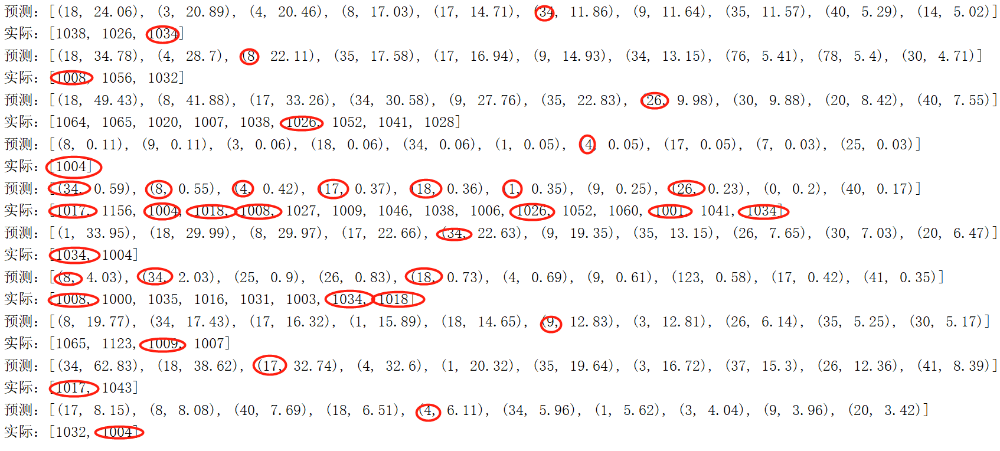 预测：[(18, 24.06), (3, 20.89), (4, 20.46), (8, 17.03), (17, 14.71), (34, 11.86), (9, 11.64), (35, 11.57), (40, 5.29), (14, 5.02)]
实际：[1038, 1026, 1034]
预测：[(18, 34.78), (4, 28.7), (8, 22.11), (35, 17.58), (17, 16.94), (9, 14.93), (34, 13.15), (76, 5.41), (78, 5.4), (30, 4.71)]
实际：[1008, 1056, 1032]
预测：[(18, 49.43), (8, 41.88), (17, 33.26), (34, 30.58), (9, 27.76), (35, 22.83), (26, 9.98), (30, 9.88), (20, 8.42), (40, 7.55)]
实际：[1064, 1065, 1020, 1007, 1038, 1026, 1052, 1041, 1028]
预测：[(8, 0.11), (9, 0.11), (3, 0.06), (18, 0.06), (34, 0.06), (1, 0.05), (4, 0.05), (17, 0.05), (7, 0.03), (25, 0.03)]
实际：[1004]
预测：[(34, 0.59), (8, 0.55), (4, 0.42), (17, 0.37), (18, 0.36), (1, 0.35), (9, 0.25), (26, 0.23), (0, 0.2), (40, 0.17)]
实际：[1017, 1156, 1004, 1018, 1008, 1027, 1009, 1046, 1038, 1006, 1026, 1052, 1060, 1001, 1041, 1034]
预测：[(1, 33.95), (18, 29.99), (8, 29.97), (17, 22.66), (34, 22.63), (9, 19.35), (35, 13.15), (26, 7.65), (30, 7.03), (20, 6.47)]
实际：[1034, 1004]
预测：[(8, 4.03), (34, 2.03), (25, 0.9), (26, 0.83), (18, 0.73), (4, 0.69), (9, 0.61), (123, 0.58), (17, 0.42), (41, 0.35)]
实际：[1008, 1000, 1035, 1016, 1031, 1003, 1034, 1018]
预测：[(8, 19.77), (34, 17.43), (17, 16.32), (1, 15.89), (18, 14.65), (9, 12.83), (3, 12.81), (26, 6.14), (35, 5.25), (30, 5.17)]
实际：[1065, 1123, 1009, 1007]
预测：[(34, 62.83), (18, 38.62), (17, 32.74), (4, 32.6), (1, 20.32), (35, 19.64), (3, 16.72), (37, 15.3), (26, 12.36), (41, 8.39)]
实际：[1017, 1043]
预测：[(17, 8.15), (8, 8.08), (40, 7.69), (18, 6.51), (4, 6.11), (34, 5.96), (1, 5.62), (3, 4.04), (9, 3.96), (20, 3.42)]
实际：[1032, 1004]